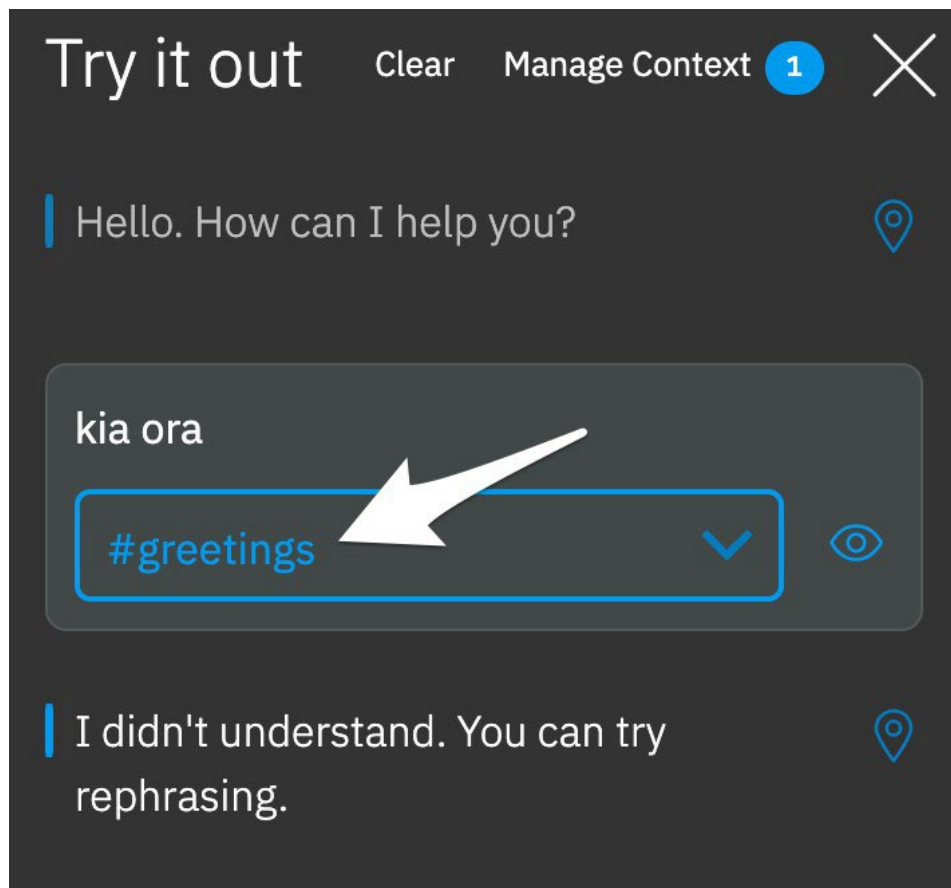 Try it out Clear Manage Context 1
Hello. How can I help you?
kia ora
#greetings
I didn't understand. You can try
rephrasing.